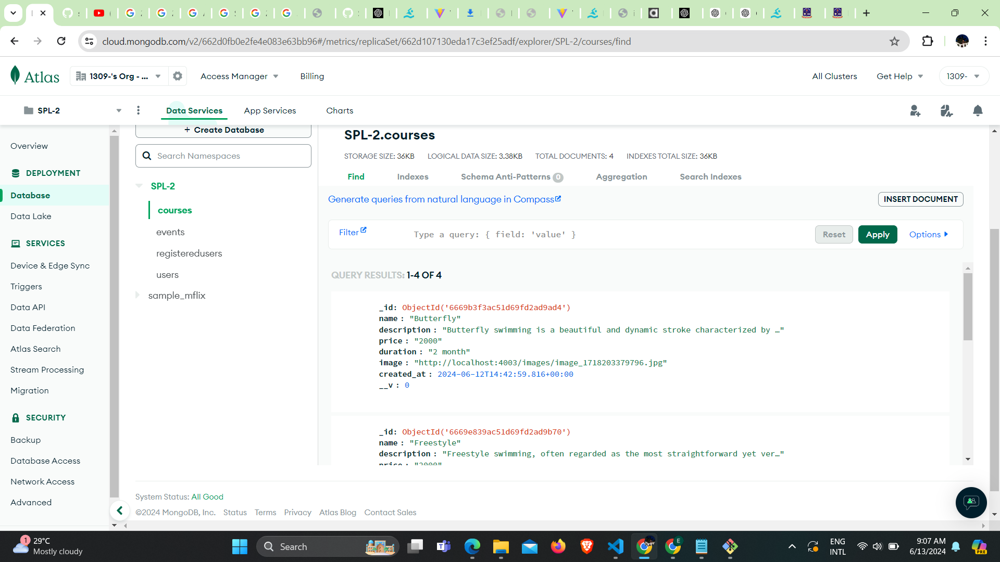 cloud.mongodb.com/v2/662d0fb0e2fe4e083e63bb96#/metrics/replicaSet/662d107130eda17c3ef25adf/explorer/SPL-2/courses/find
Atlas
1309-'s Org - ...
Access Manager
Billing
All Clusters
Get Help
1309-
SPL-2
Data Services
App Services
Charts
Overview
DEPLOYMENT
Database
Data Lake
SERVICES
Device & Edge Sync
Triggers
Data API
Data Federation
Atlas Search
Stream Processing
Migration
SECURITY
Backup
Database Access
Network Access
Advanced
+ Create Database
Search Namespaces
SPL-2
courses
events
registeredusers
users
sample_mflix
SPL-2.courses
STORAGE SIZE: 36KB LOGICAL DATA SIZE: 3.38KB TOTAL DOCUMENTS: 4 INDEXES TOTAL SIZE: 36KB
Find Indexes Schema Anti-Patterns 0 Aggregation Search Indexes
Generate queries from natural language in Compass
INSERT DOCUMENT
Filter
Type a query: { field: 'value' }
Reset
Apply
Options
QUERY RESULTS: 1-4 OF 4
_id: ObjectId('6669b3f3ac51d69fd2ad9ad4')
name : "Butterfly"
description : "Butterfly swimming is a beautiful and dynamic stroke characterized by …"
price : "2000"
duration : "2 month"
image : "http://localhost:4003/images/image_1718203379796.jpg"
created_at : 2024-06-12T14:42:59.816+00:00
__v : 0
_id: ObjectId('6669e839ac51d69fd2ad9b70')
name : "Freestyle"
description : "Freestyle swimming, often regarded as the most straightforward yet ver…"
price : "2000"
System Status: All Good
©2024 MongoDB, Inc. Status Terms Privacy Atlas Blog Contact Sales
1
29°C
Mostly cloudy
Search
ENG
INTL
9:07 AM
6/13/2024
PRE